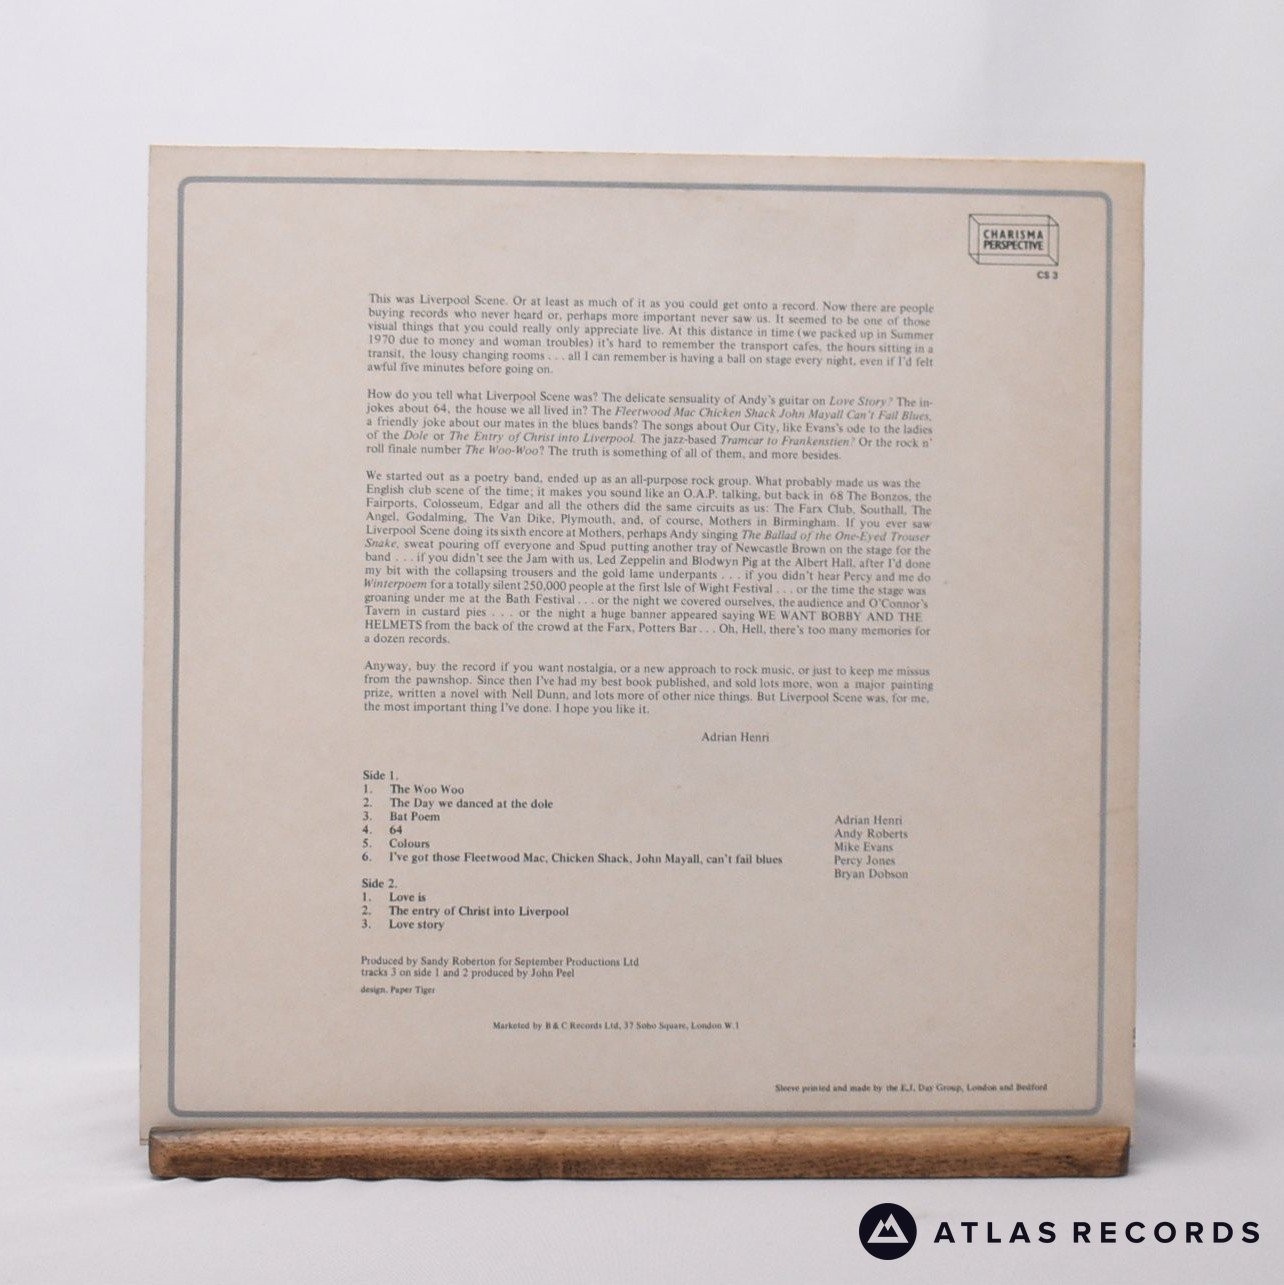 CHARISMA
PERSPECTIVE
CS 3
This was Liverpool Scene. Or at least as much of it as you could get onto a record. Now there are people
buying records who never heard or, perhaps more important never saw us. It seemed to be one of those
visual things that you could really only appreciate live. At this distance in time (we packed up in Summer
1970 due to money and woman troubles) it's hard to remember the transport cafes, the hours sitting in a
transit, the lousy changing rooms . . . all I can remember is having a ball on stage every night, even if I'd felt
awful five minutes before going on.
How do you tell what Liverpool Scene was? The delicate sensuality of Andy's guitar on Love Story? The in-
jokes about 64, the house we all lived in? The Fleetwood Mac Chicken Shack John Mayall Can't Fail Blues,
a friendly joke about our mates in the blues bands? The songs about Our City, like Evans's ode to the ladies
of the Dole or The Entry of Christ into Liverpool. The jazz-based Tramcar to Frankenstien? Or the rock n'
roll finale number The Woo-Woo? The truth is something of all of them, and more besides.
We started out as a poetry band, ended up as an all-purpose rock group. What probably made us was the
English club scene of the time; it makes you sound like an O.A.P. talking, but back in 68 The Bonzos, the
Fairports, Colosseum, Edgar and all the others did the same circuits as us: The Farx Club, Southall, The
Angel, Godalming, The Van Dike, Plymouth, and, of course, Mothers in Birmingham. If you ever saw
Liverpool Scene doing its sixth encore at Mothers, perhaps Andy singing The Ballad of the One-Eyed Trouser
Snake, sweat pouring off everyone and Spud putting another tray of Newcastle Brown on the stage for the
band . . . if you didn't see the Jam with us, Led Zeppelin and Blodwyn Pig at the Albert Hall, after I'd done
my bit with the collapsing trousers and the gold lame underpants . . . if you didn't hear Percy and me do
Winterpoem for a totally silent 250,000 people at the first Isle of Wight Festival . . . or the time the stage was
groaning under me at the Bath Festival . . . or the night we covered ourselves, the audience and O'Connor's
Tavern in custard pies . . . or the night a huge banner appeared saying WE WANT BOBBY AND THE
HELMETS from the back of the crowd at the Farx, Potters Bar . . . Oh, Hell, there's too many memories for
a dozen records.
Anyway, buy the record if you want nostalgia, or a new approach to rock music, or just to keep me missus
from the pawnshop. Since then I've had my best book published, and sold lots more, won a major painting
prize, written a novel with Nell Dunn, and lots more of other nice things. But Liverpool Scene was, for me,
the most important thing I've done. I hope you like it.
Adrian Henri
Side 1.
1. The Woo Woo
2. The Day we danced at the dole
3. Bat Poem
4. 64
5. Colours
6. I've got those Fleetwood Mac, Chicken Shack, John Mayall, can't fail blues
Side 2.
1. Love is
2. The entry of Christ into Liverpool
3. Love story
Adrian Henri
Andy Roberts
Mike Evans
Percy Jones
Bryan Dobson
Produced by Sandy Roberton for September Productions Ltd
tracks 3 on side 1 and 2 produced by John Peel
design. Paper Tiger
Marketed by B & C Records Ltd, 37 Soho Square, London W.1
Sleeve printed and made by the E.J. Day Group, London and Bedford
ATLAS RECORDS